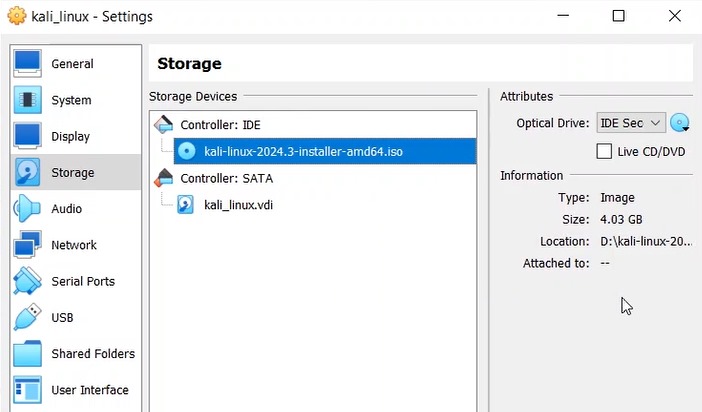 kali_linux - Settings
General
System
Display
Storage
Audio
Network
Serial Ports
USB
Shared Folders
User Interface
Storage
Storage Devices
Controller: IDE
kali-linux-2024.3-installer-amd64.iso
Controller: SATA
kali_linux.vdi
Attributes
Optical Drive: IDE Sec
Live CD/DVD
Information
Type: Image
Size: 4.03 GB
Location: D:\kali-linux-20...
Attached to: --